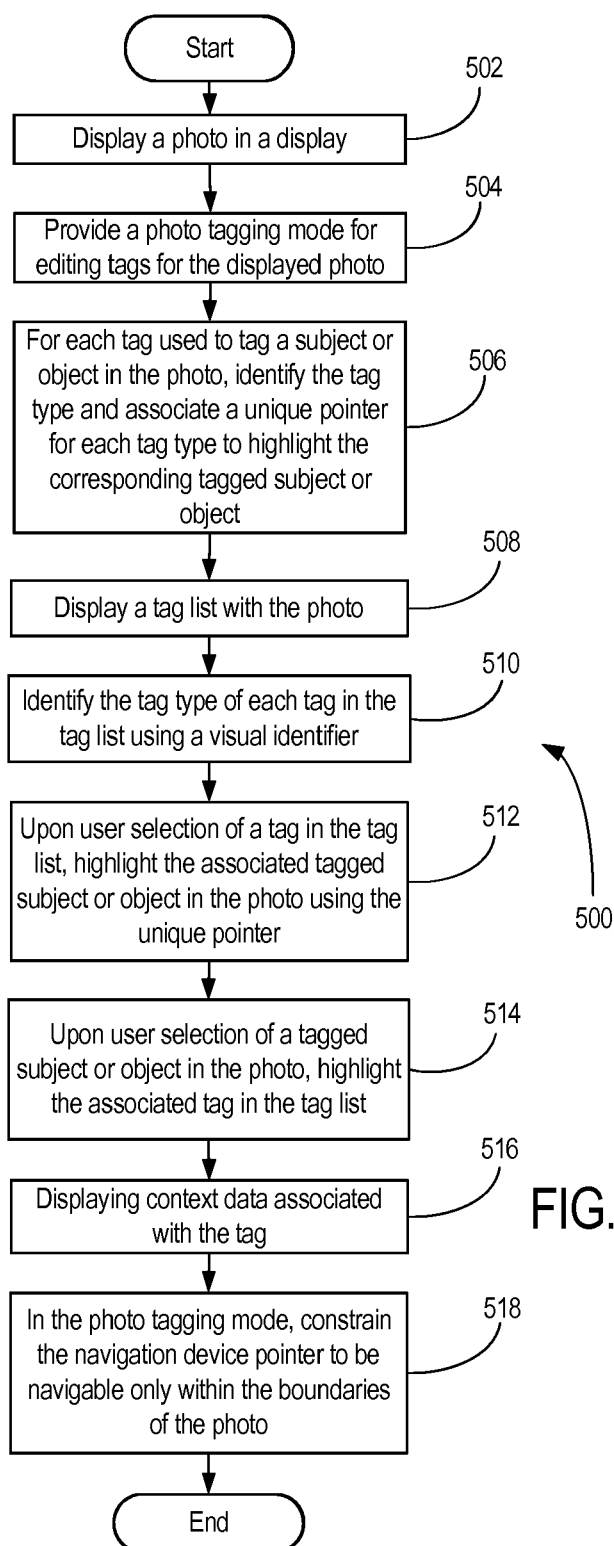 Start
502
Display a photo in a display
504
Provide a photo tagging mode for
editing tags for the displayed photo
For each tag used to tag a subject or
object in the photo, identify the tag
type and associate a unique pointer
for each tag type to highlight the
corresponding tagged subject or
object
506
508
Display a tag list with the photo
510
Identify the tag type of each tag in the
tag list using a visual identifier
512
Upon user selection of a tag in the tag
list, highlight the associated tagged
subject or object in the photo using the
unique pointer
500
514
Upon user selection of a tagged
subject or object in the photo, highlight
the associated tag in the tag list
516
Displaying context data associated
with the tag
FIG.
518
In the photo tagging mode, constrain
the navigation device pointer to be
navigable only within the boundaries
of the photo
End